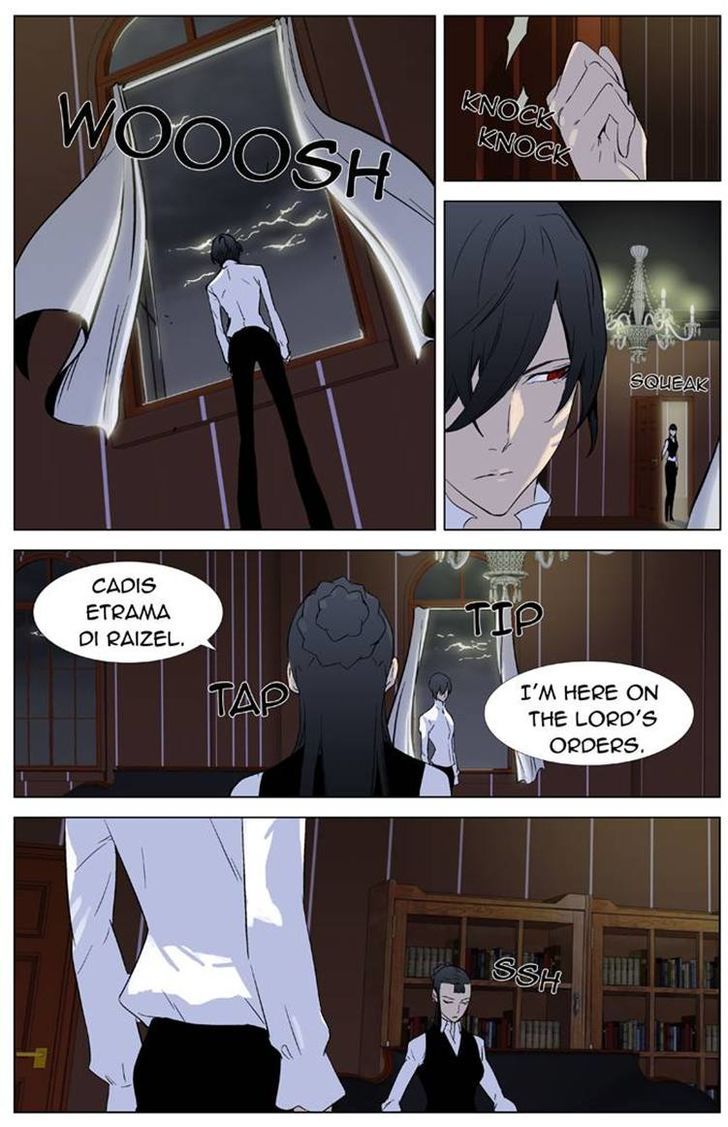 WOOOSH
KNOCK
KNOCK
SQUEAK
CADIS
ETRAMA
DI RAIZEL.
TAP
TIP
I'M HERE ON
THE LORD'S
ORDERS.
SSH